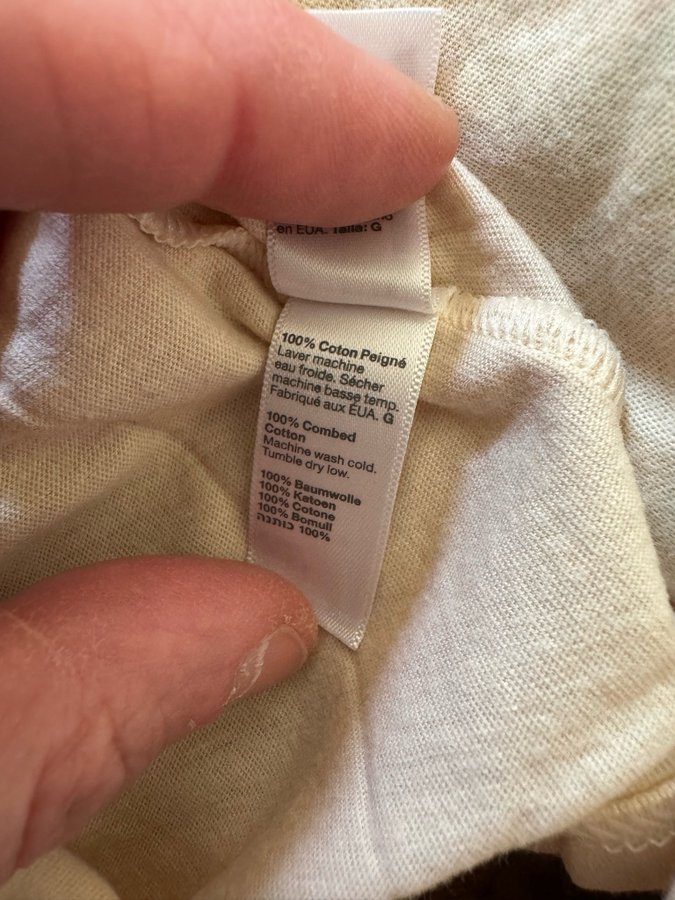 en EUA. Talla: G
100% Coton Peigné
Laver machine
eau froide. Sécher
machine basse temp.
Fabriqué aux ÉUA. G
100% Combed
Cotton
Machine wash cold.
Tumble dry low.
100% Baumwolle
100% Katoen
100% Cotone
100% Bomull
100% כותנה